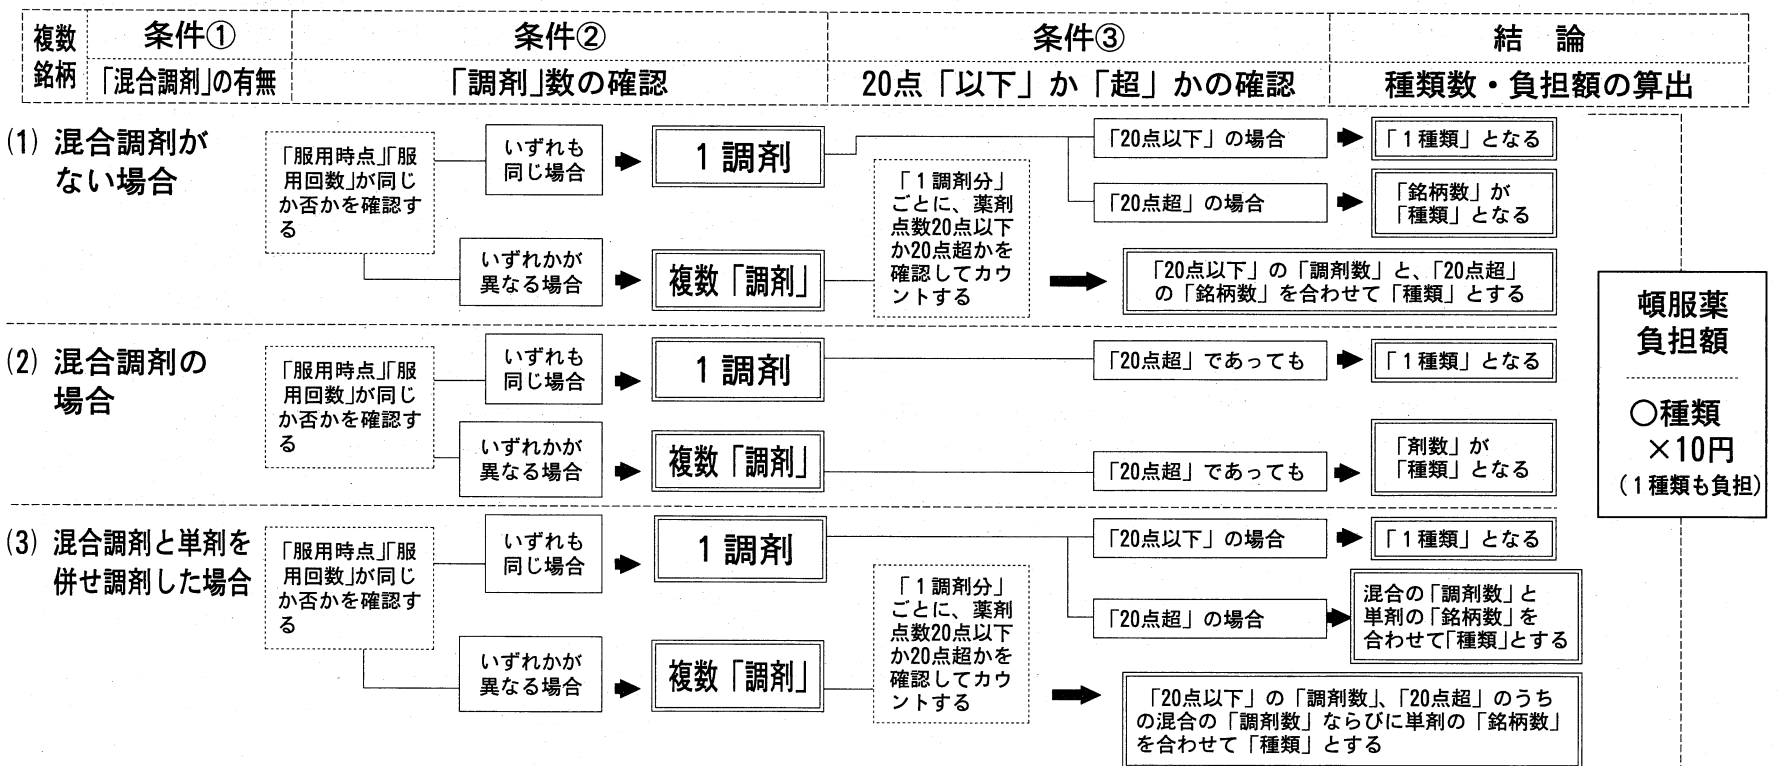 複数
銘柄
条件①
「混合調剤」の有無
条件②
「調剤」数の確認
条件③
20点「以下」か「超」かの確認
結　論
種類数・負担額の算出
(1) 混合調剤が
ない場合
「服用時点」「服
用回数」が同じ
か否かを確認す
る
いずれも
同じ場合
1調剤
いずれかが
異なる場合
複数「調剤」
「1調剤分」
ごとに、薬剤
点数20点以下
か20点超かを
確認してカウ
ントする
「20点以下」の場合
「1種類」となる
「20点超」の場合
「銘柄数」が
「種類」となる
「20点以下」の「調剤数」と、「20点超」
の「銘柄数」を合わせて「種類」とする
(2) 混合調剤の
場合
「服用時点」「服
用回数」が同じ
か否かを確認す
る
いずれも
同じ場合
1調剤
「20点超」であっても
「1種類」となる
いずれかが
異なる場合
複数「調剤」
「20点超」であっても
「剤数」が
「種類」となる
(3) 混合調剤と単剤を
併せ調剤した場合
「服用時点」「服
用回数」が同じ
か否かを確認す
る
いずれも
同じ場合
1調剤
いずれかが
異なる場合
複数「調剤」
「1調剤分」
ごとに、薬剤
点数20点以下
か20点超かを
確認してカウ
ントする
「20点以下」の場合
「1種類」となる
「20点超」の場合
混合の「調剤数」と
単剤の「銘柄数」を
合わせて「種類」とする
「20点以下」の「調剤数」、「20点超」のうち
の混合の「調剤数」ならびに単剤の「銘柄数」
を合わせて「種類」とする
頓服薬
負担額
○種類
×10円
(1種類も負担)